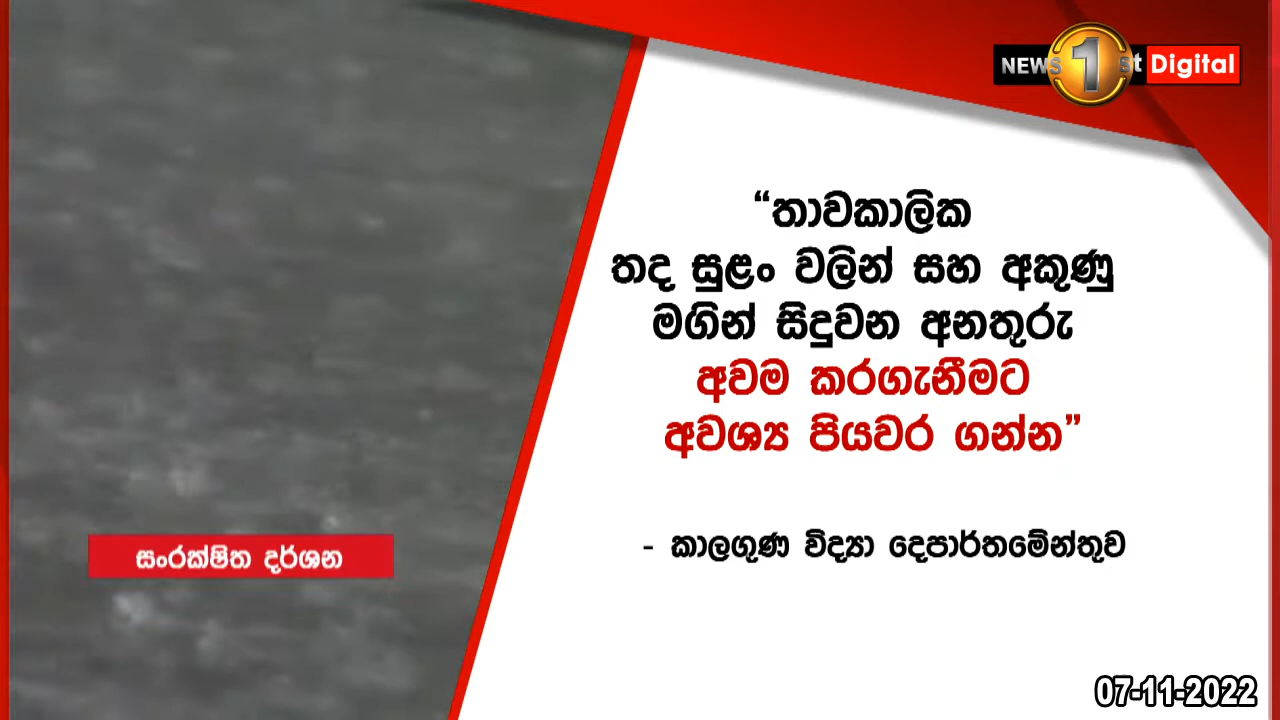 NEWS 1st Digital
“තාවකාලික
තද සුළං වලින් සහ අකුණු
මගින් සිදුවන අනතුරු
අවම කරගැනීමට
අවශ්‍ය පියවර ගන්න”
- කාලගුණ විද්‍යා දෙපාර්තමේන්තුව
සංරක්ෂිත දර්ශන
07-11-2022